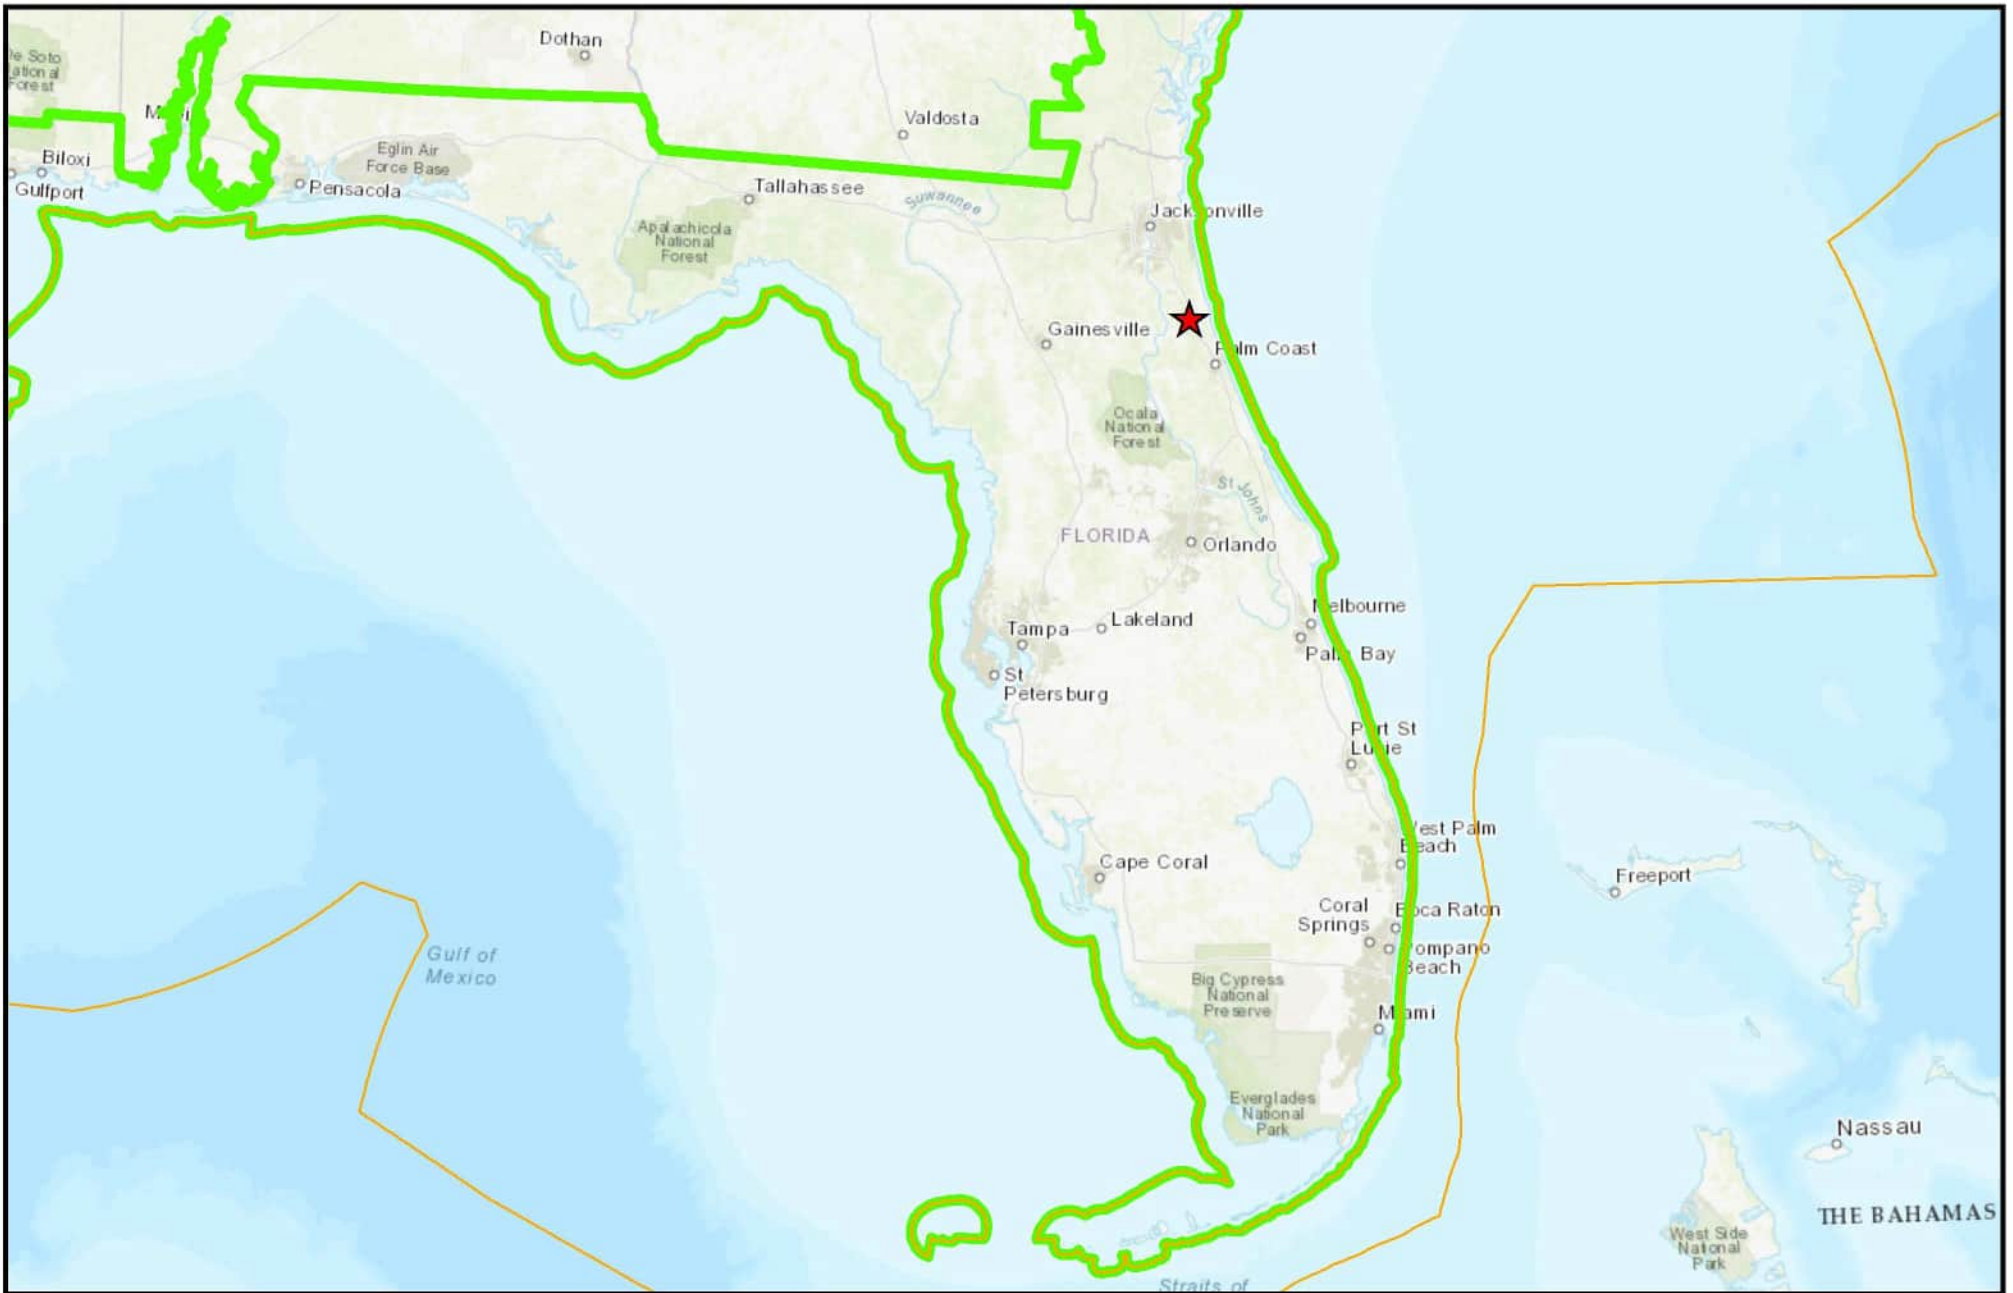 Dothan
De Soto
National
Forest
Valdosta
Biloxi
Gulfport
Eglin Air
Force Base
Pensacola
Tallahassee
Suwannee
Jacksonville
Apalachicola
National
Forest
Gainesville
Palm Coast
Ocala
National
Forest
St Johns
FLORIDA
Orlando
Melbourne
Palm Bay
Tampa
Lakeland
St
Petersburg
Port St
Lucie
West Palm
Beach
Cape Coral
Freeport
Coral
Springs
Boca Raton
Pompano
Beach
Gulf of
Mexico
Big Cypress
National
Preserve
Miami
Everglades
National
Park
Nassau
THE BAHAMAS
West Side
National
Park
Straits of